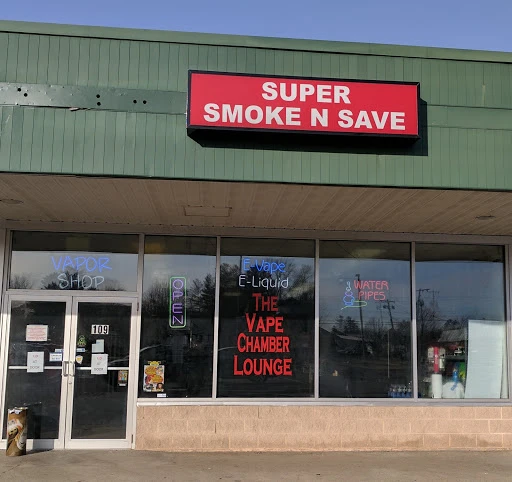 SUPER
SMOKE N SAVE
VAPOR
SHOP
109
OPEN
E-Vape
E-Liquid
THE
VAPE
CHAMBER
LOUNGE
WATER
PIPES